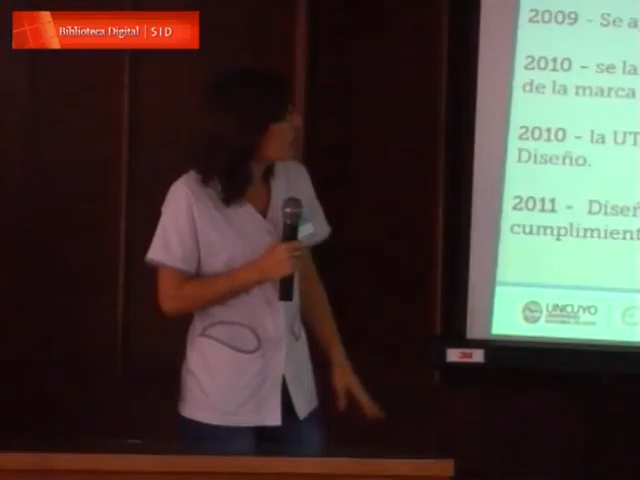 Biblioteca Digital | SID
2009 - Se a
2010 - se la
de la marca
2010 - la UT
Diseño.
2011 - Diseñ
cumplimient
UNCUYO
3M